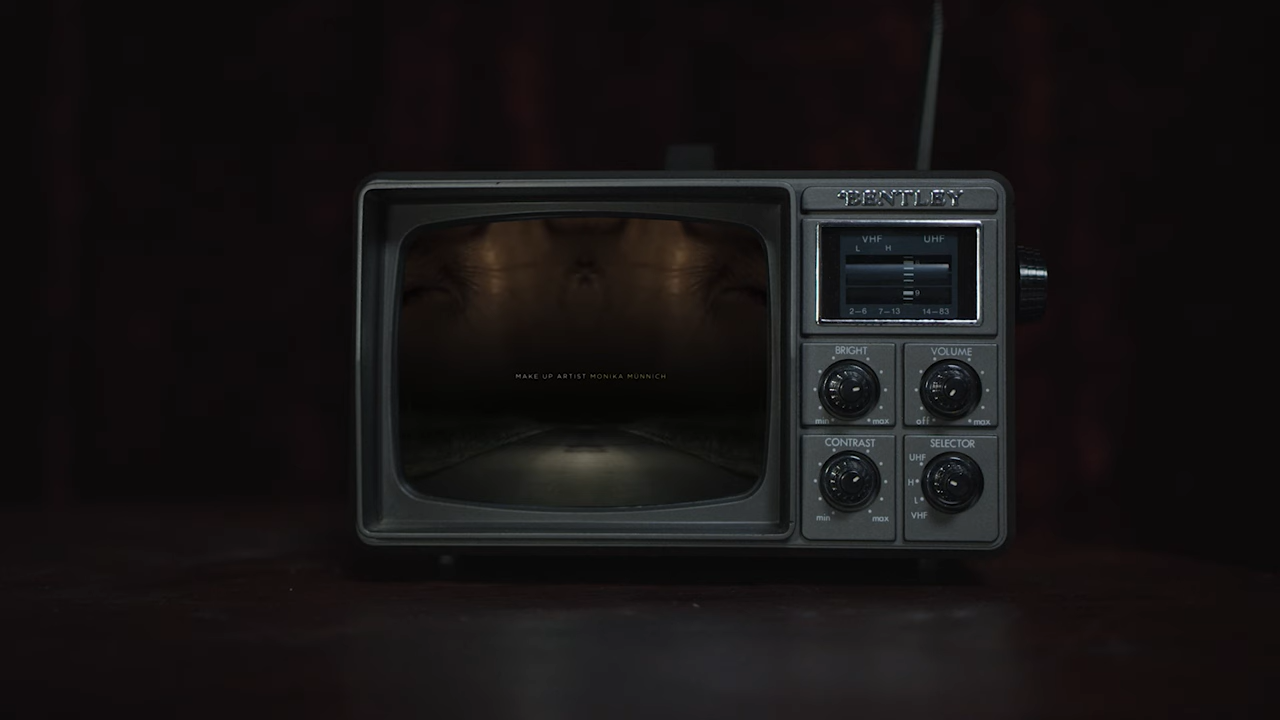 BENTLEY
VHF UHF
L H
9
2–6 7–13 14–83
BRIGHT
min max
VOLUME
off max
MAKE UP ARTIST MONIKA MÜNNICH
CONTRAST
min max
SELECTOR
UHF
H
L
VHF